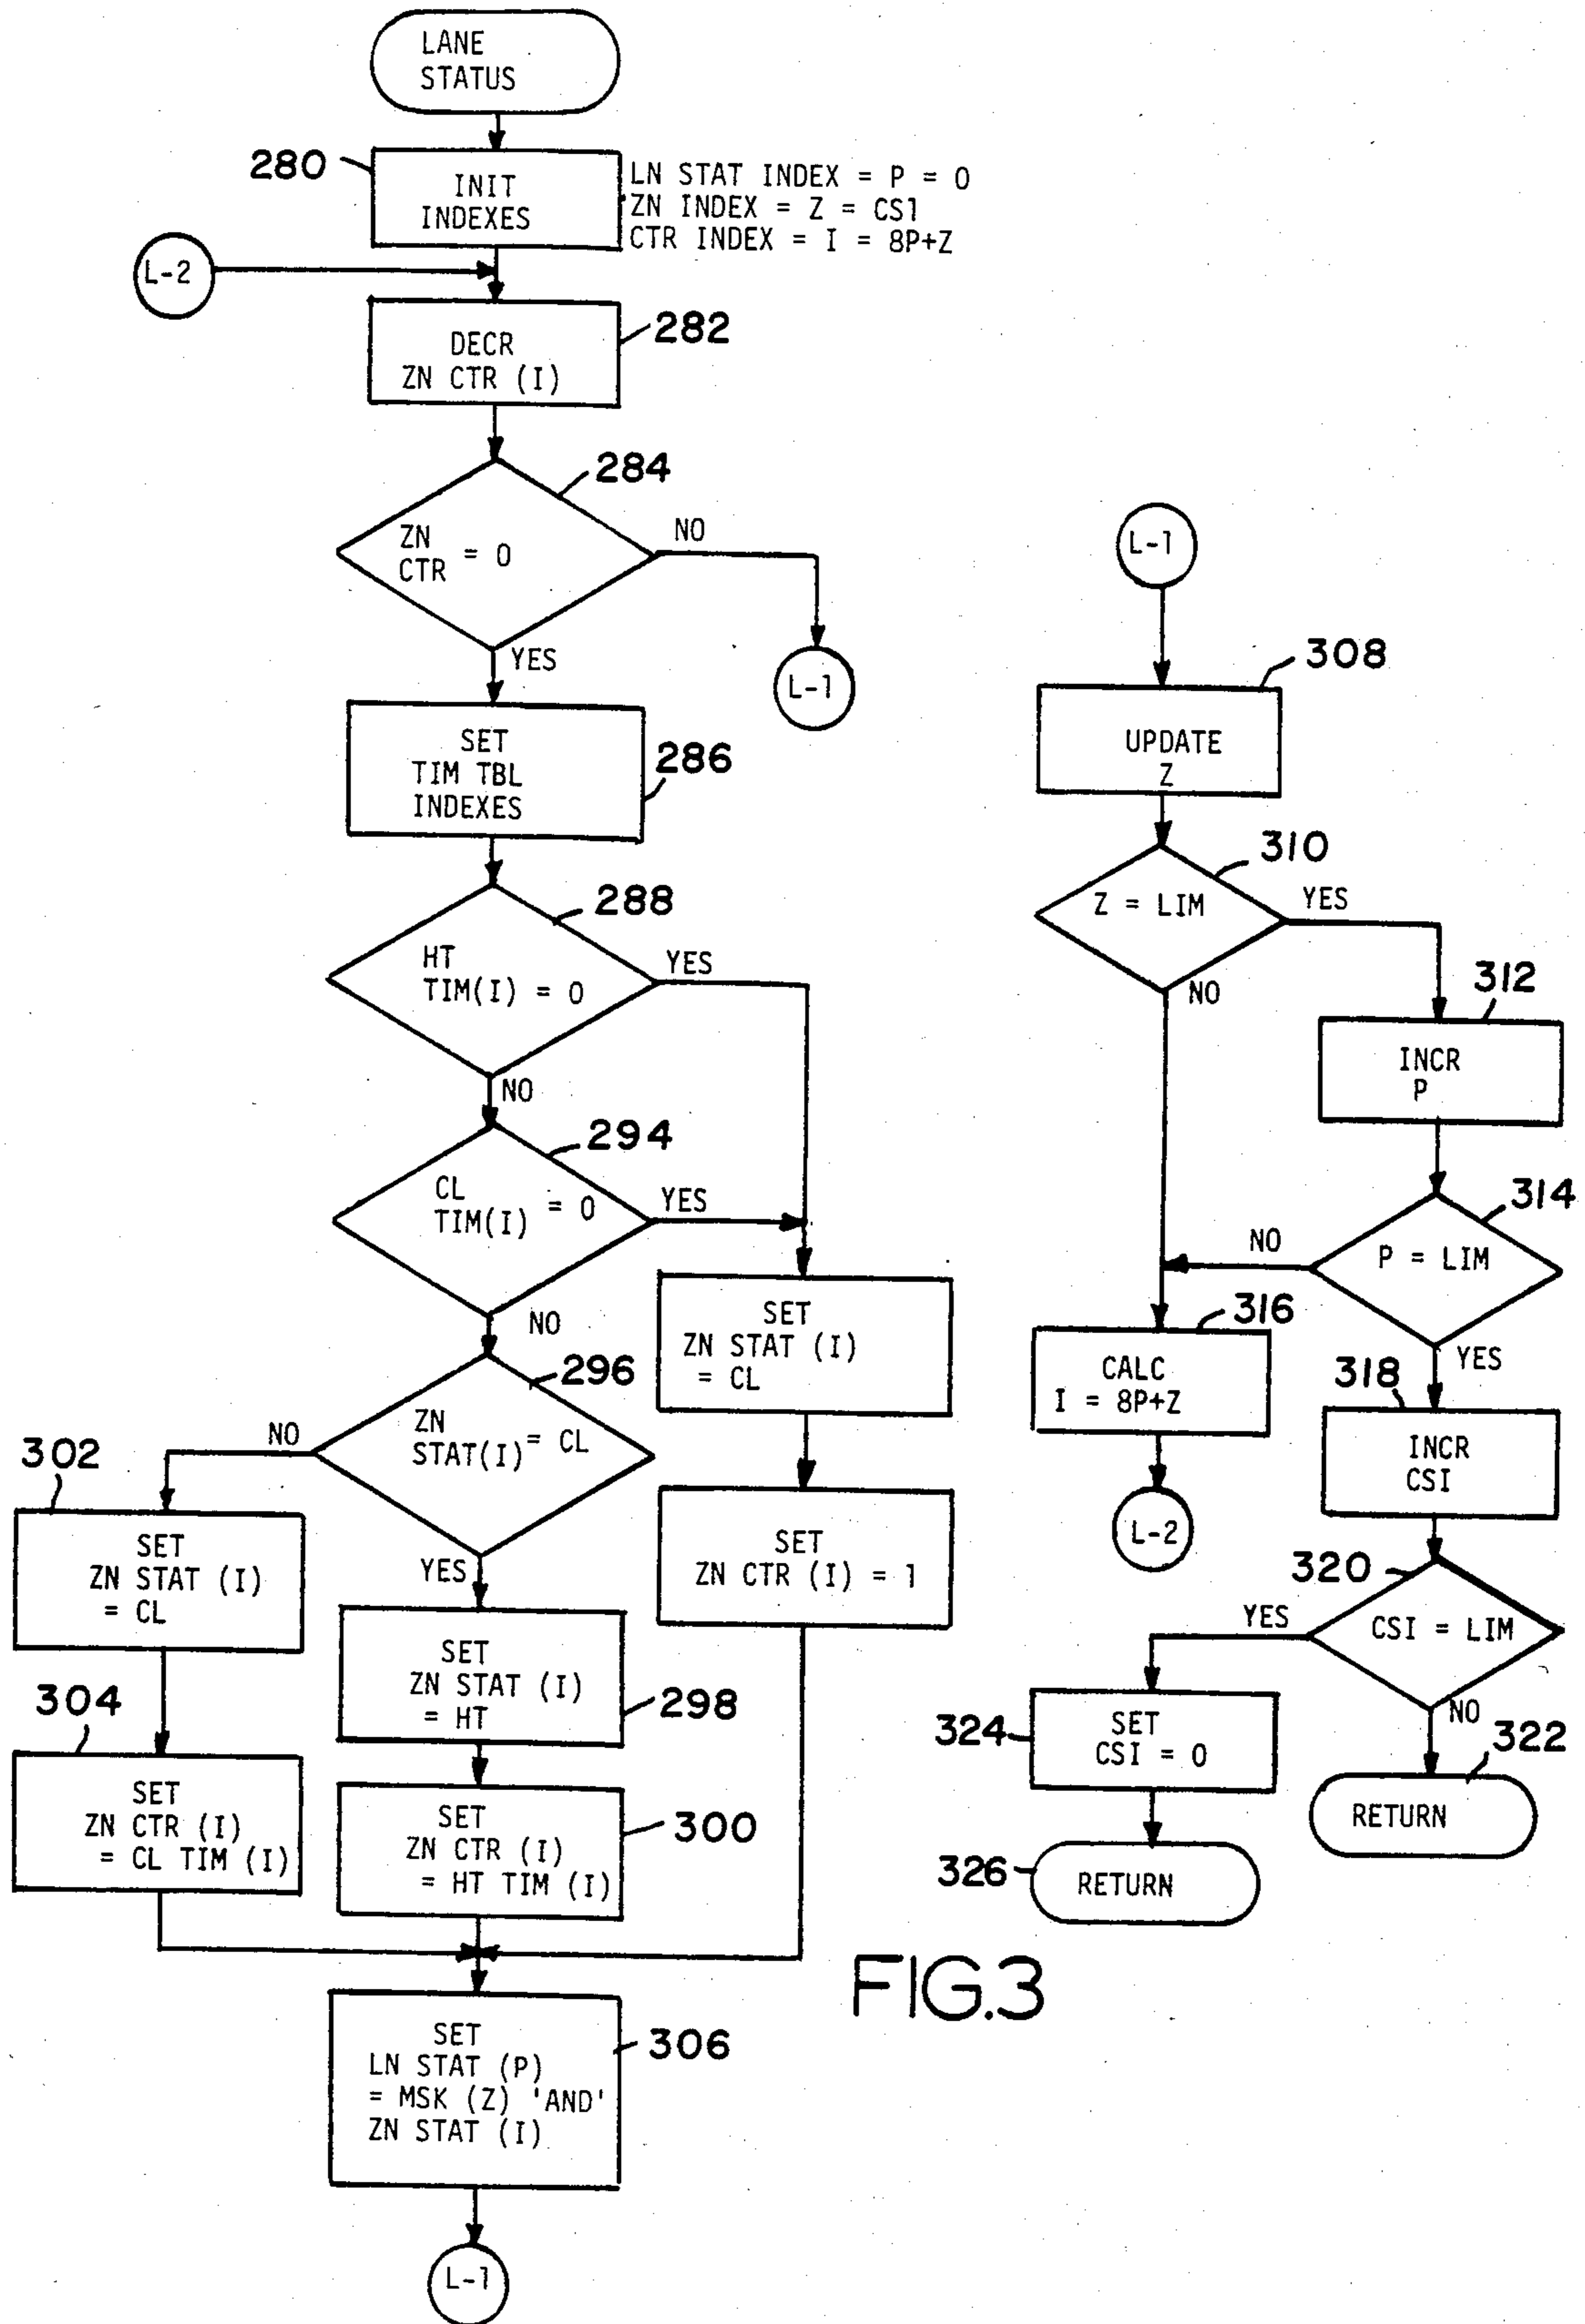 LANE
STATUS
280
INIT
INDEXES
LN STAT INDEX = P = 0
ZN INDEX = Z = CSI
CTR INDEX = I = 8P+Z
L-2
DECR
ZN CTR (I)
282
284
ZN
CTR = 0
NO
L-1
YES
SET
TIM TBL
INDEXES
286
288
HT
TIM(I) = 0
YES
NO
294
CL
TIM(I) = 0
YES
NO
SET
ZN STAT (I)
= CL
296
ZN
STAT(I) = CL
NO
302
SET
ZN STAT (I)
= CL
SET
ZN CTR (I) = 1
YES
SET
ZN STAT (I)
= HT
298
304
SET
ZN CTR (I)
= CL TIM (I)
SET
ZN CTR (I)
= HT TIM (I)
300
SET
LN STAT (P)
= MSK (Z) 'AND'
ZN STAT (I)
306
L-1
L-1
308
UPDATE
Z
310
Z = LIM
YES
NO
312
INCR
P
314
P = LIM
NO
YES
316
CALC
I = 8P+Z
L-2
318
INCR
CSI
320
CSI = LIM
YES
NO
324
SET
CSI = 0
322
RETURN
326
RETURN
FIG.3